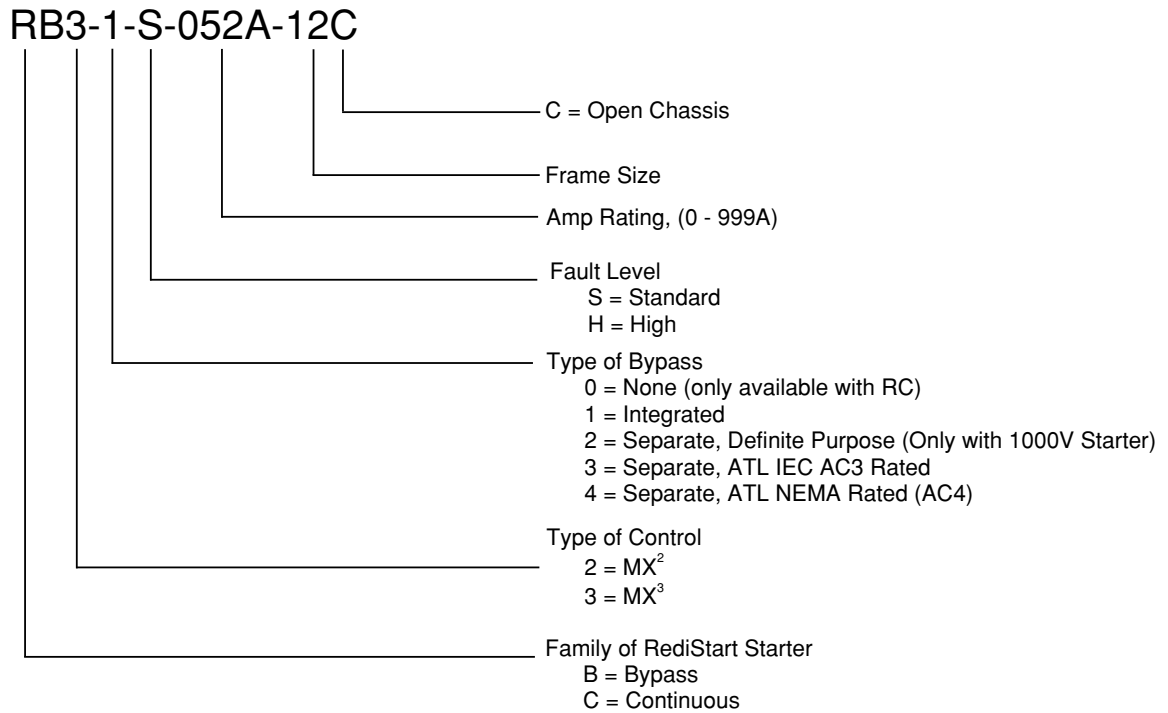 RB3-1-S-052A-12C
C = Open Chassis
Frame Size
Amp Rating, (0 - 999A)
Fault Level
S = Standard
H = High
Type of Bypass
0 = None (only available with RC)
1 = Integrated
2 = Separate, Definite Purpose (Only with 1000V Starter)
3 = Separate, ATL IEC AC3 Rated
4 = Separate, ATL NEMA Rated (AC4)
Type of Control
2 = MX²
3 = MX³
Family of RediStart Starter
B = Bypass
C = Continuous